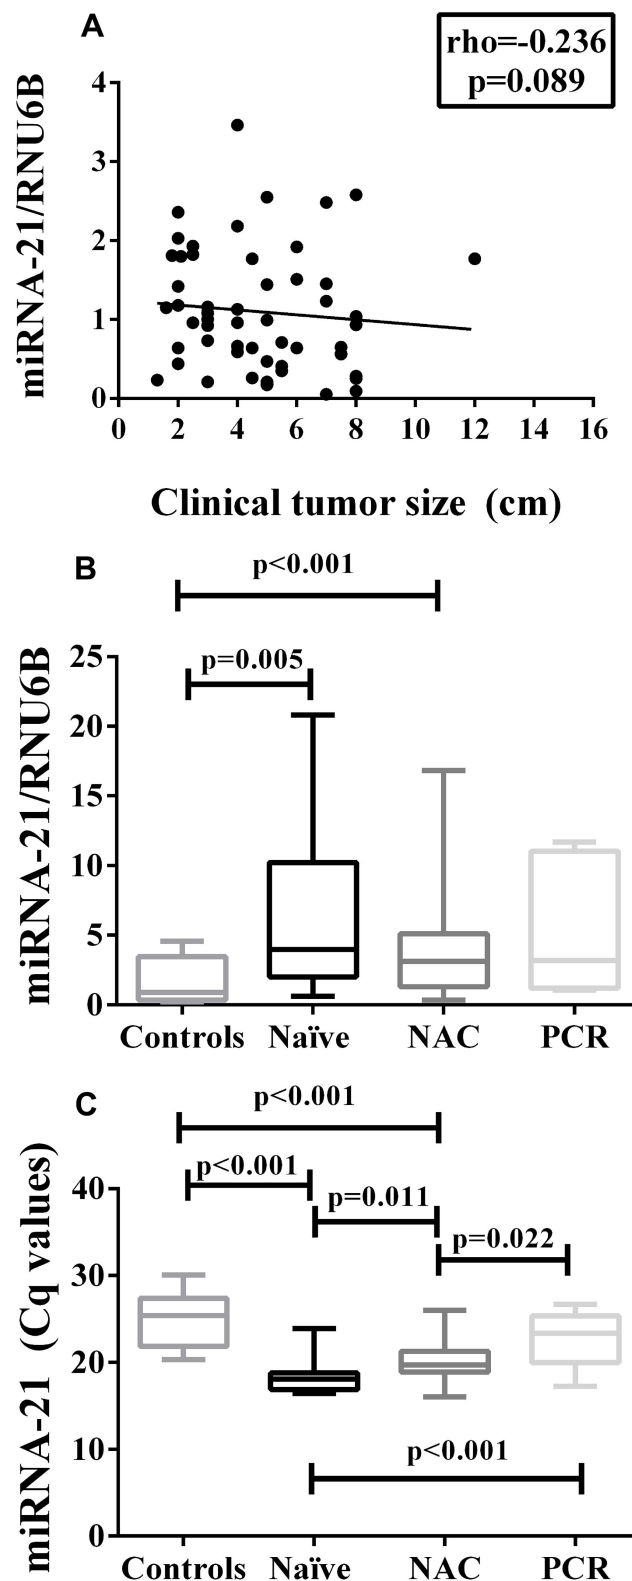 A
rho=-0.236
p=0.089
miRNA-21/RNU6B
4
3
2
1
0
0 2 4 6 8 10 12 14 16
Clinical tumor size (cm)
B
p<0.001
p=0.005
miRNA-21/RNU6B
25
20
15
10
5
0
Controls Naïve NAC PCR
C
p<0.001
p<0.001
p=0.011
p=0.022
miRNA-21 (Cq values)
40
30
20
10
0
p<0.001
Controls Naïve NAC PCR